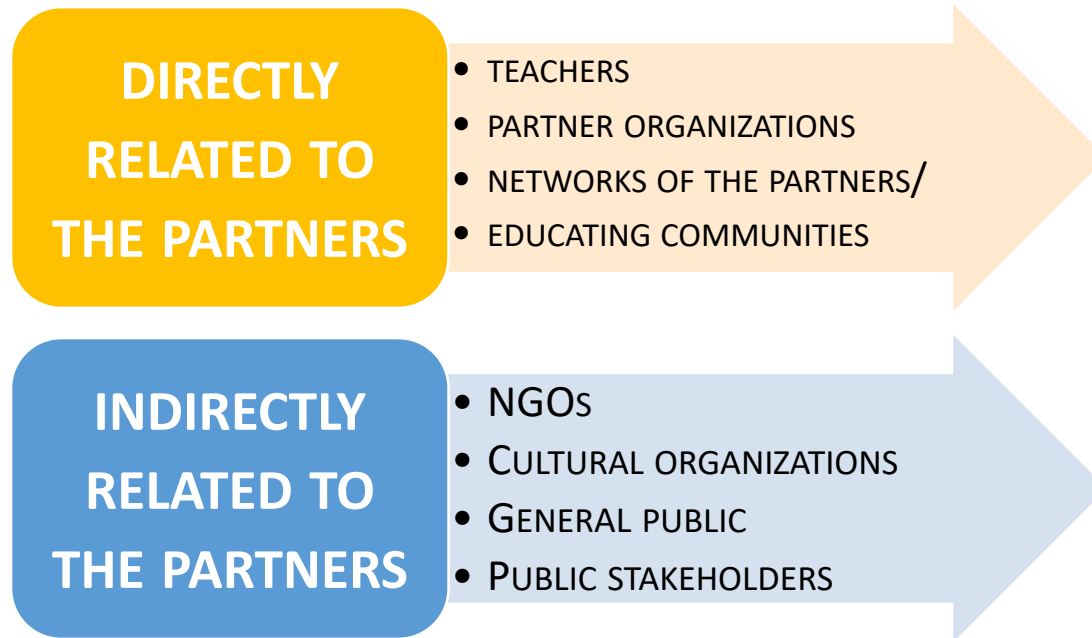 DIRECTLY
RELATED TO
THE PARTNERS
• TEACHERS
• PARTNER ORGANIZATIONS
• NETWORKS OF THE PARTNERS/
• EDUCATING COMMUNITIES
INDIRECTLY
RELATED TO
THE PARTNERS
• NGOS
• CULTURAL ORGANIZATIONS
• GENERAL PUBLIC
• PUBLIC STAKEHOLDERS